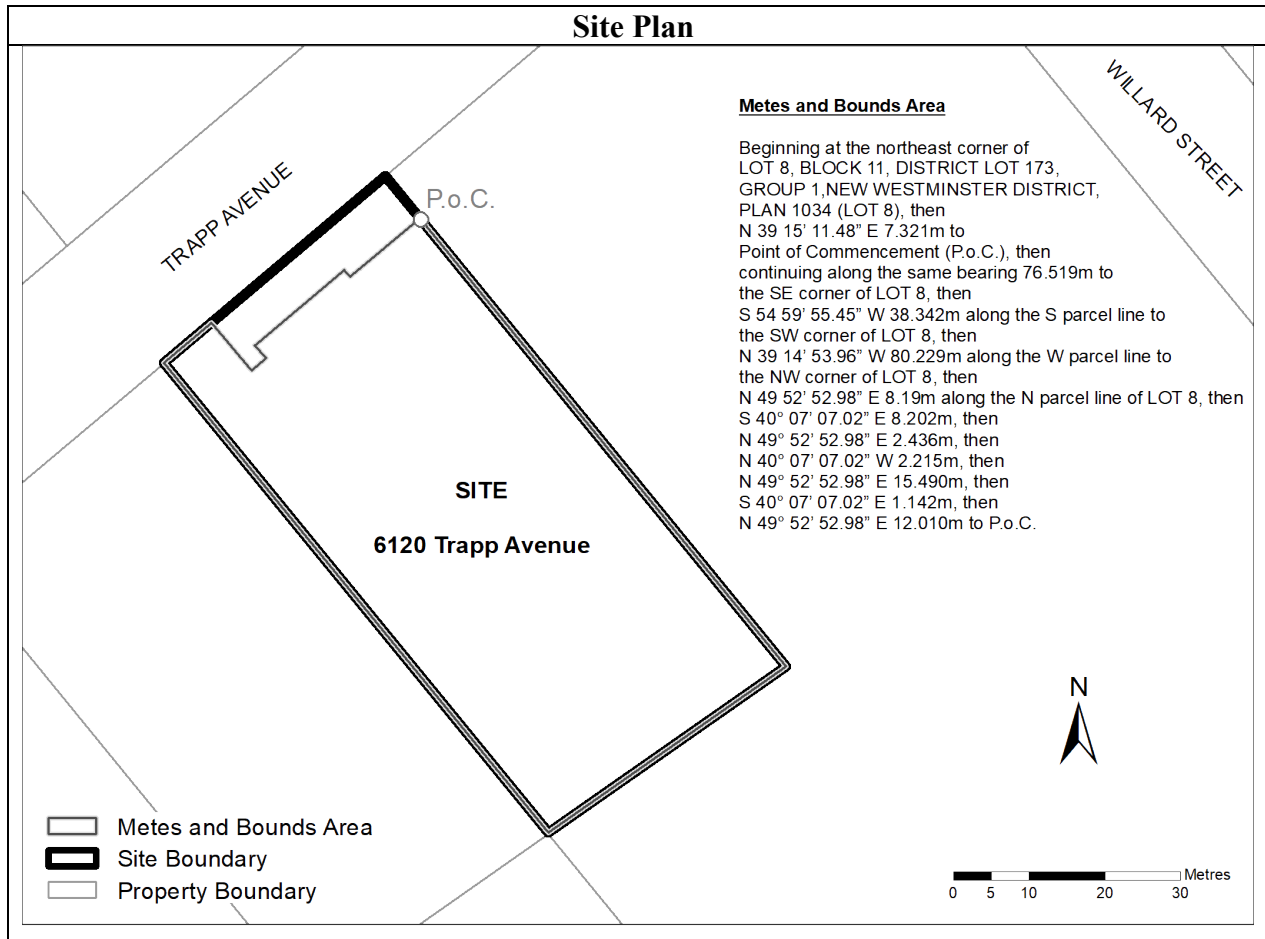 Site Plan
WILLARD STREET
TRAPP AVENUE
P.o.C.
Metes and Bounds Area
Beginning at the northeast corner of
LOT 8, BLOCK 11, DISTRICT LOT 173,
GROUP 1,NEW WESTMINSTER DISTRICT,
PLAN 1034 (LOT 8), then
N 39 15’ 11.48” E 7.321m to
Point of Commencement (P.o.C.), then
continuing along the same bearing 76.519m to
the SE corner of LOT 8, then
S 54 59’ 55.45” W 38.342m along the S parcel line to
the SW corner of LOT 8, then
N 39 14’ 53.96” W 80.229m along the W parcel line to
the NW corner of LOT 8, then
N 49 52’ 52.98” E 8.19m along the N parcel line of LOT 8, then
S 40° 07’ 07.02” E 8.202m, then
N 49° 52’ 52.98” E 2.436m, then
N 40° 07’ 07.02” W 2.215m, then
N 49° 52’ 52.98” E 15.490m, then
S 40° 07’ 07.02” E 1.142m, then
N 49° 52’ 52.98” E 12.010m to P.o.C.
SITE
6120 Trapp Avenue
N
Metes and Bounds Area
Site Boundary
Property Boundary
Metres
0 5 10 20 30